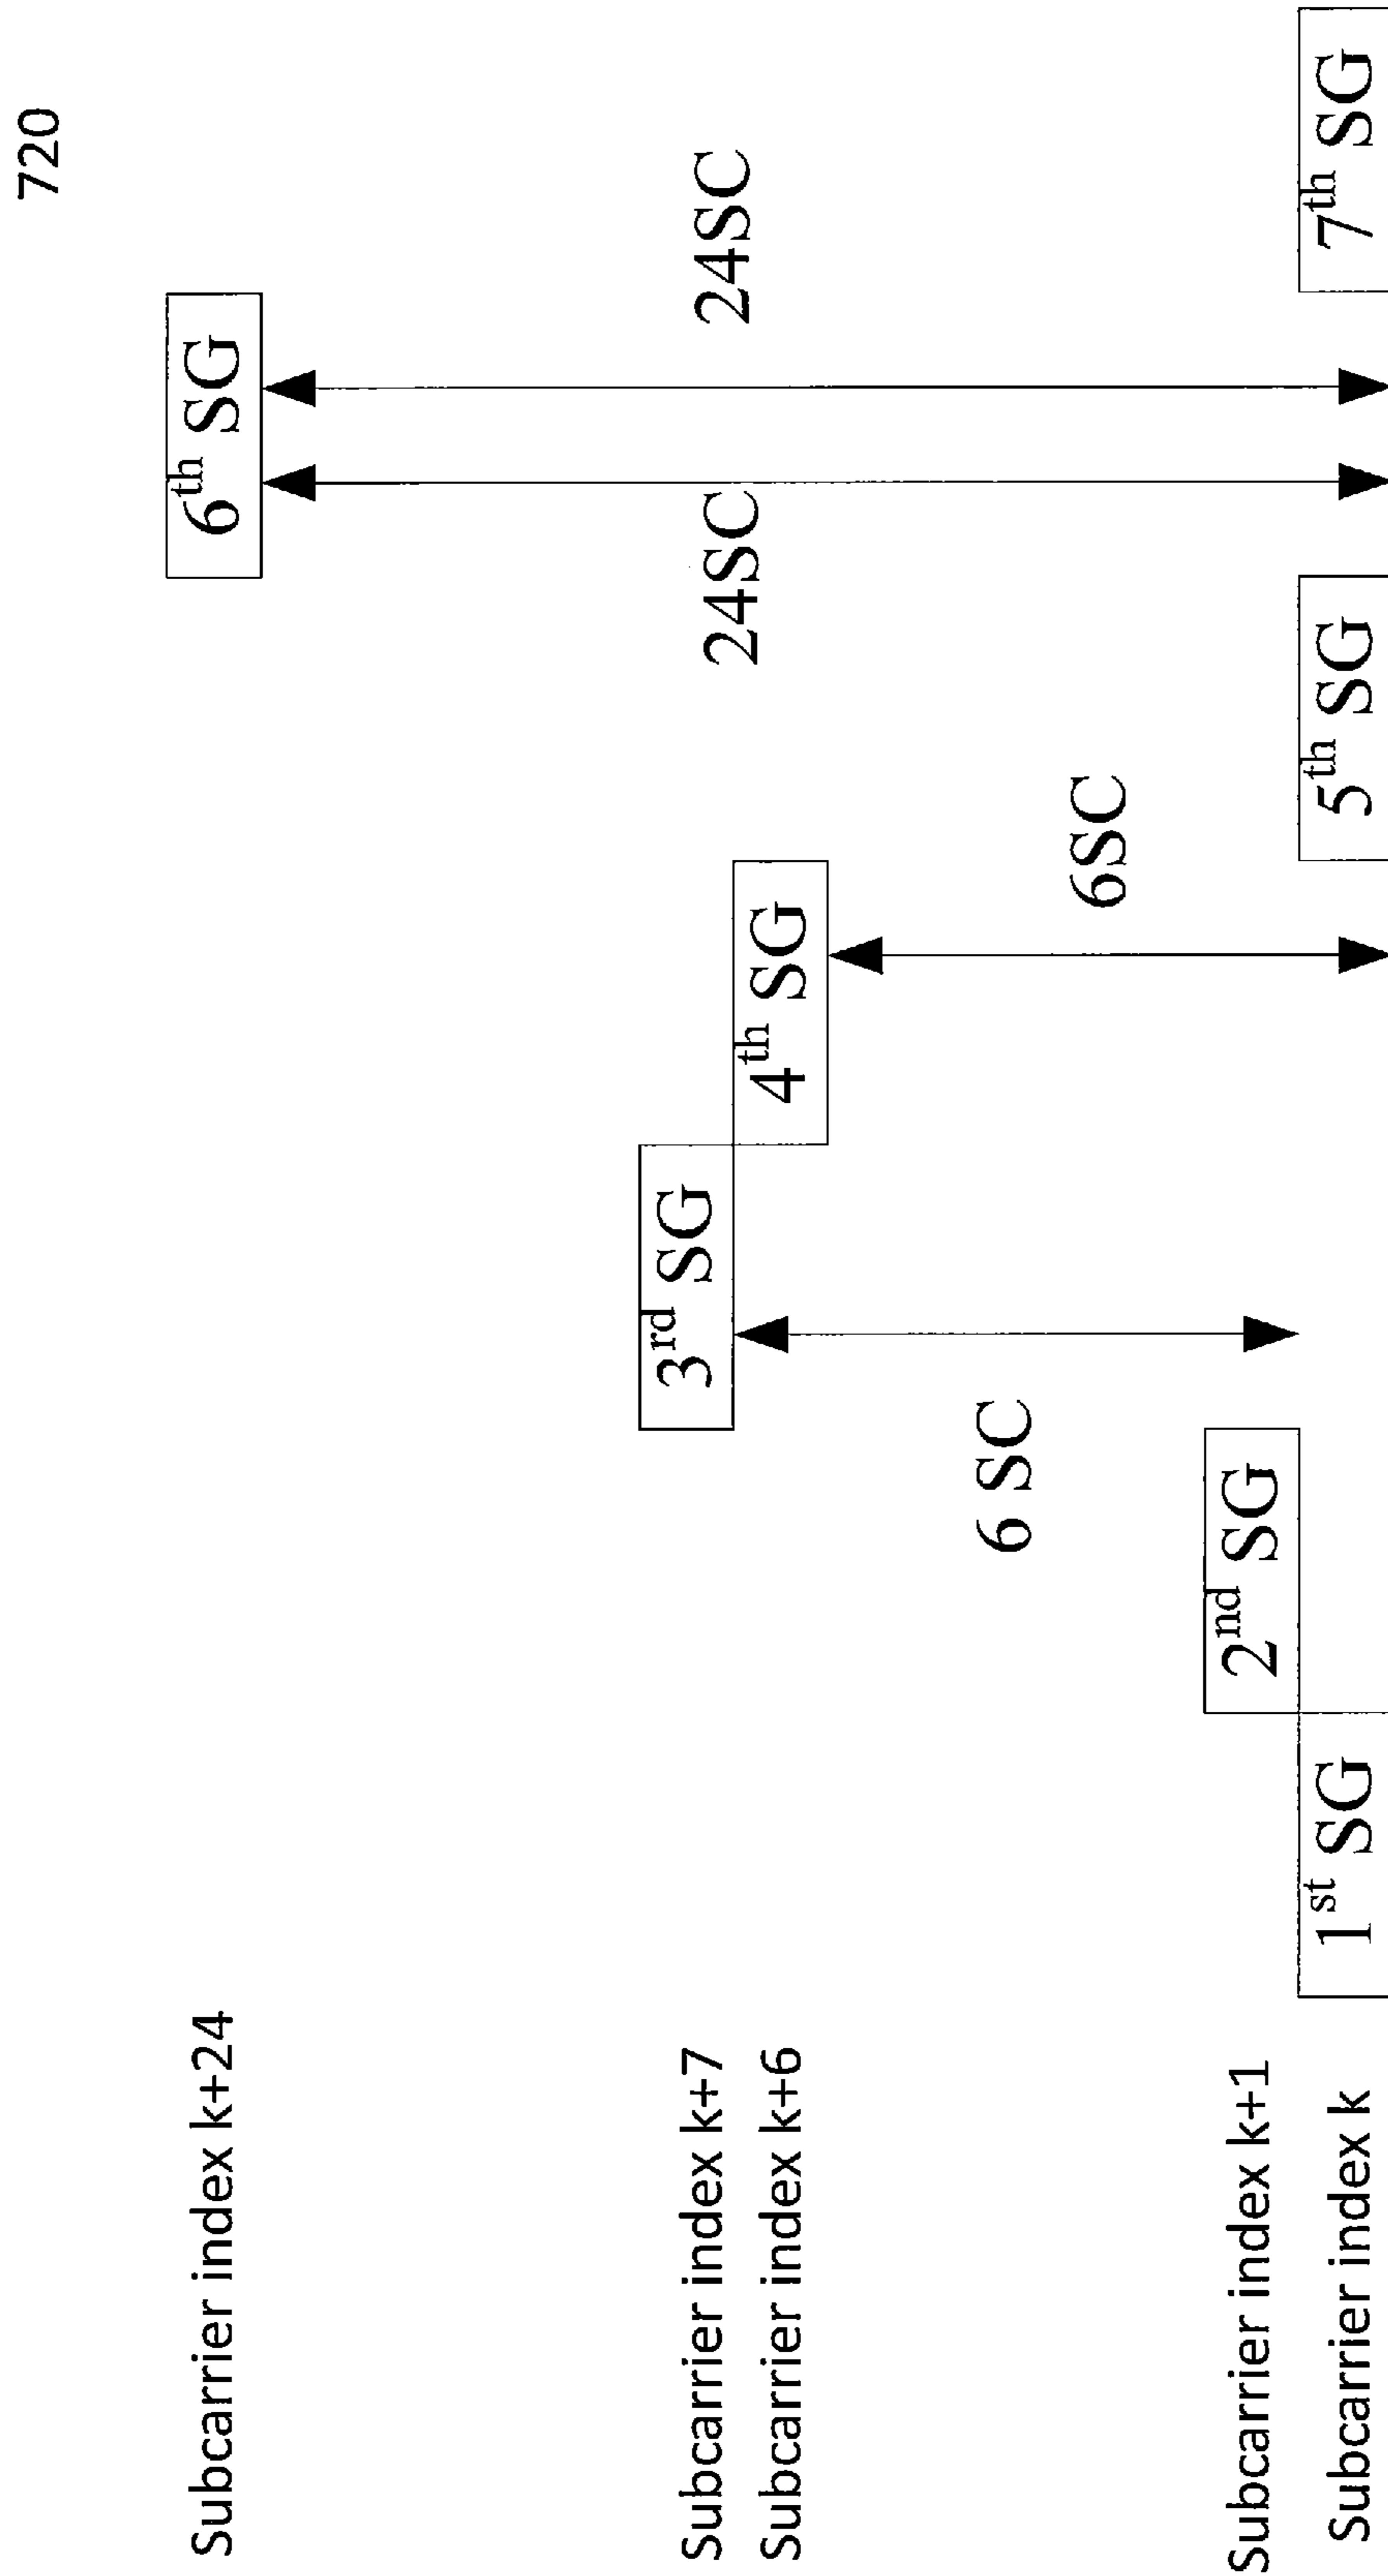 720
Subcarrier index k+24
6th SG
24SC
24SC
Subcarrier index k+7
3rd SG
Subcarrier index k+6
4th SG
6 SC
6SC
Subcarrier index k+1
2nd SG
Subcarrier index k
1st SG
5th SG
7th SG